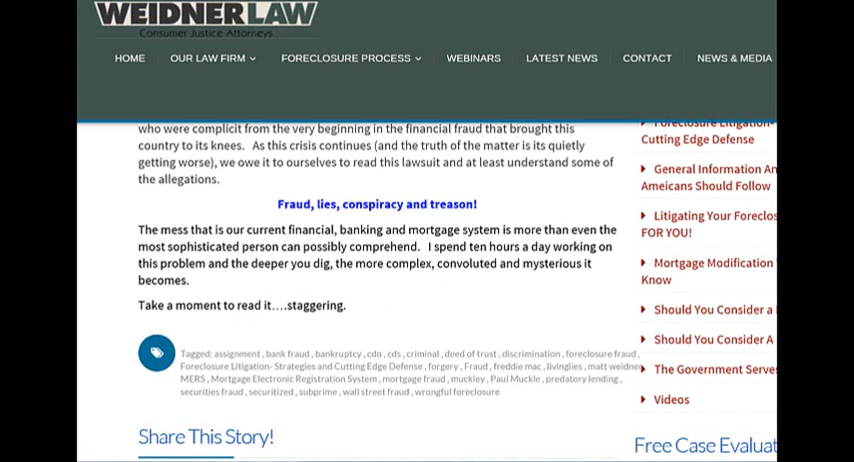 WEIDNERLAW
Consumer Justice Attorneys
HOME OUR LAW FIRM FORECLOSURE PROCESS WEBINARS LATEST NEWS CONTACT NEWS & MEDIA
who were complicit from the very beginning in the financial fraud that brought this
country to its knees. As this crisis continues (and the truth of the matter is its quietly
getting worse), we owe it to ourselves to read this lawsuit and at least understand some of
the allegations.
Fraud, lies, conspiracy and treason!
The mess that is our current financial, banking and mortgage system is more than even the
most sophisticated person can possibly comprehend. I spend ten hours a day working on
this problem and the deeper you dig, the more complex, convoluted and mysterious it
becomes.
Take a moment to read it....staggering.
Tagged: assignment, bank fraud, bankruptcy, cdo, cds, criminal, deed of trust, discrimination, foreclosure fraud,
Foreclosure Litigation- Strategies and Cutting Edge Defense, forgery, Fraud, freddie mac, livinglies, matt weidner,
MERS, Mortgage Electronic Registration System, mortgage fraud, muckley, Paul Muckle, predatory lending,
securities fraud, securitized, subprime, wall street fraud, wrongful foreclosure
Share This Story!
Foreclosure Litigation-
Cutting Edge Defense
General Information An
Ameicans Should Follow
Litigating Your Foreclos
FOR YOU!
Mortgage Modification
Know
Should You Consider a
Should You Consider A
The Government Serve
Videos
Free Case Evaluat